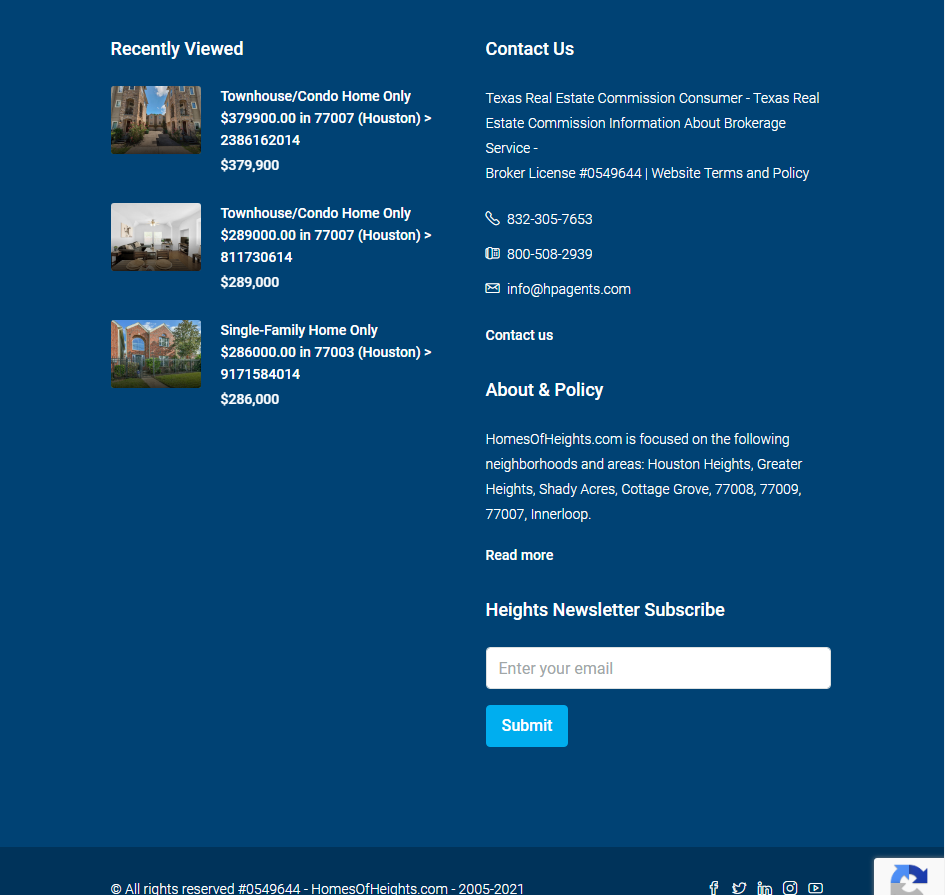 Recently Viewed
Townhouse/Condo Home Only
$379900.00 in 77007 (Houston) >
2386162014
$379,900
Townhouse/Condo Home Only
$289000.00 in 77007 (Houston) >
811730614
$289,000
Single-Family Home Only
$286000.00 in 77003 (Houston) >
9171584014
$286,000
Contact Us
Texas Real Estate Commission Consumer - Texas Real
Estate Commission Information About Brokerage
Service -
Broker License #0549644 | Website Terms and Policy
832-305-7653
800-508-2939
info@hpagents.com
Contact us
About & Policy
HomesOfHeights.com is focused on the following
neighborhoods and areas: Houston Heights, Greater
Heights, Shady Acres, Cottage Grove, 77008, 77009,
77007, Innerloop.
Read more
Heights Newsletter Subscribe
Enter your email
Submit
© All rights reserved #0549644 - HomesOfHeights.com - 2005-2021